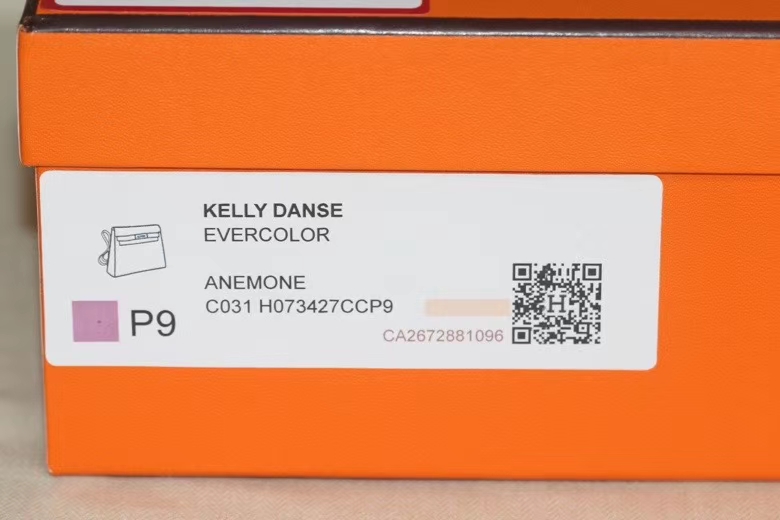 KELLY DANSE
EVERCOLOR
ANEMONE
C031 H073427CCP9
P9
CA2672881096
H